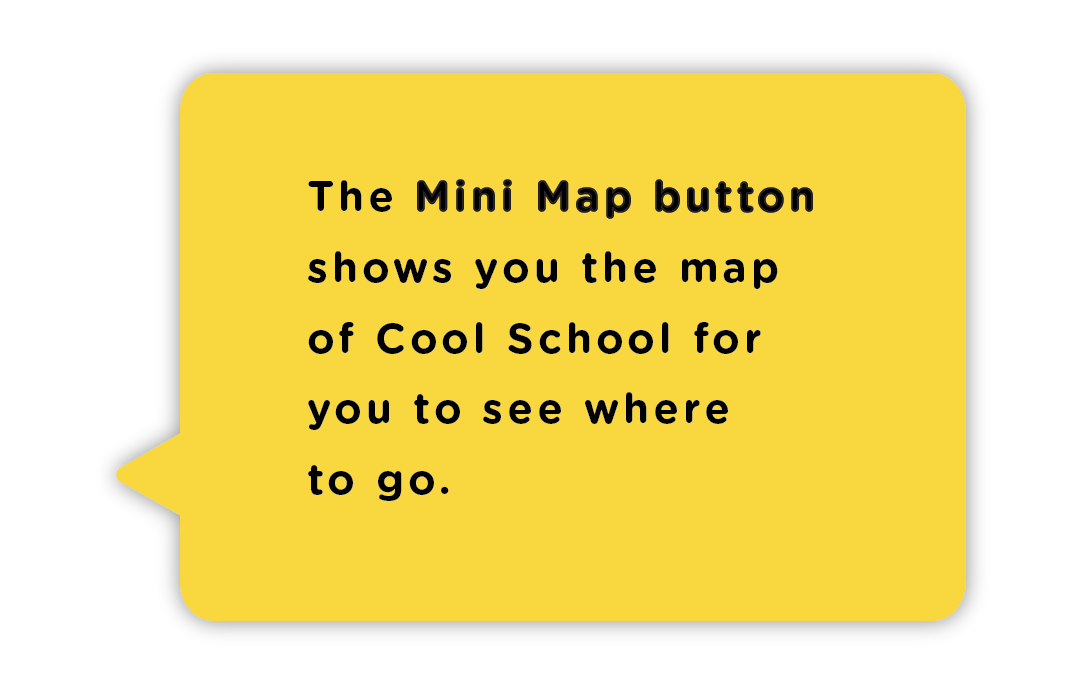 The Mini Map button
shows you the map
of Cool School for
you to see where
to go.